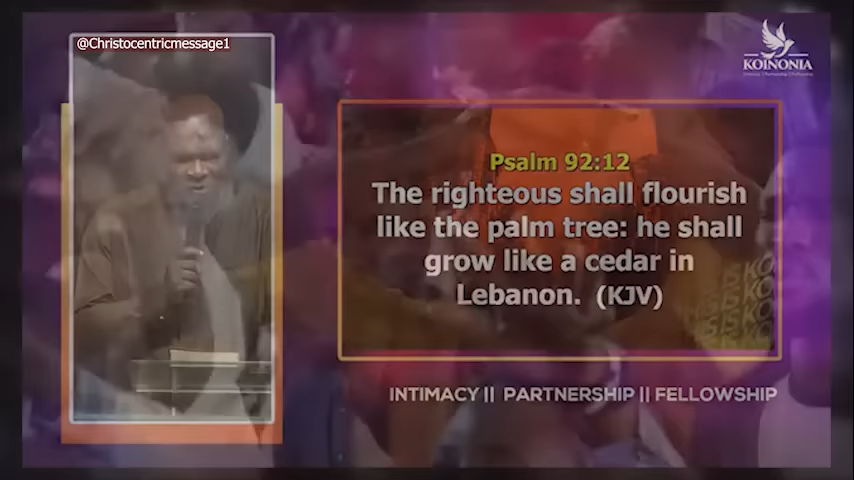 @Christocentricmessage1
KOINONIA
Psalm 92:12
The righteous shall flourish
like the palm tree: he shall
grow like a cedar in
Lebanon. (KJV)
INTIMACY || PARTNERSHIP || FELLOWSHIP